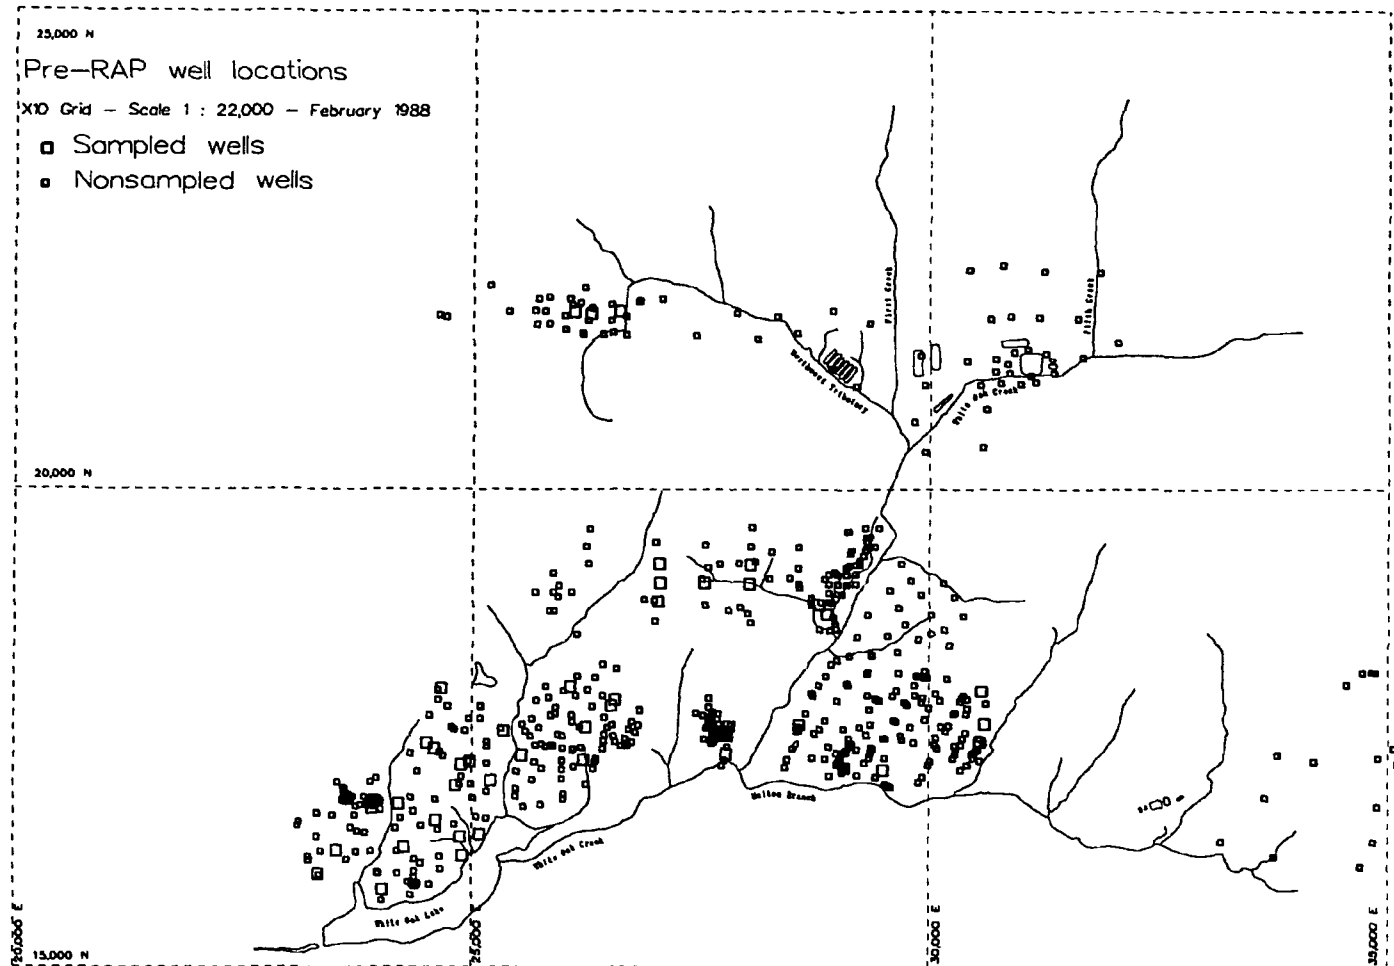 25,000 N
Pre-RAP well locations
X10 Grid - Scale 1 : 22,000 - February 1988
Sampled wells
Nonsampled wells
First Creek
Fifth Creek
Northwest Tributary
White Oak Creek
20,000 N
Melton Branch
White Oak Creek
White Oak Lake
20,000 E
25,000 E
30,000 E
35,000 E
15,000 N